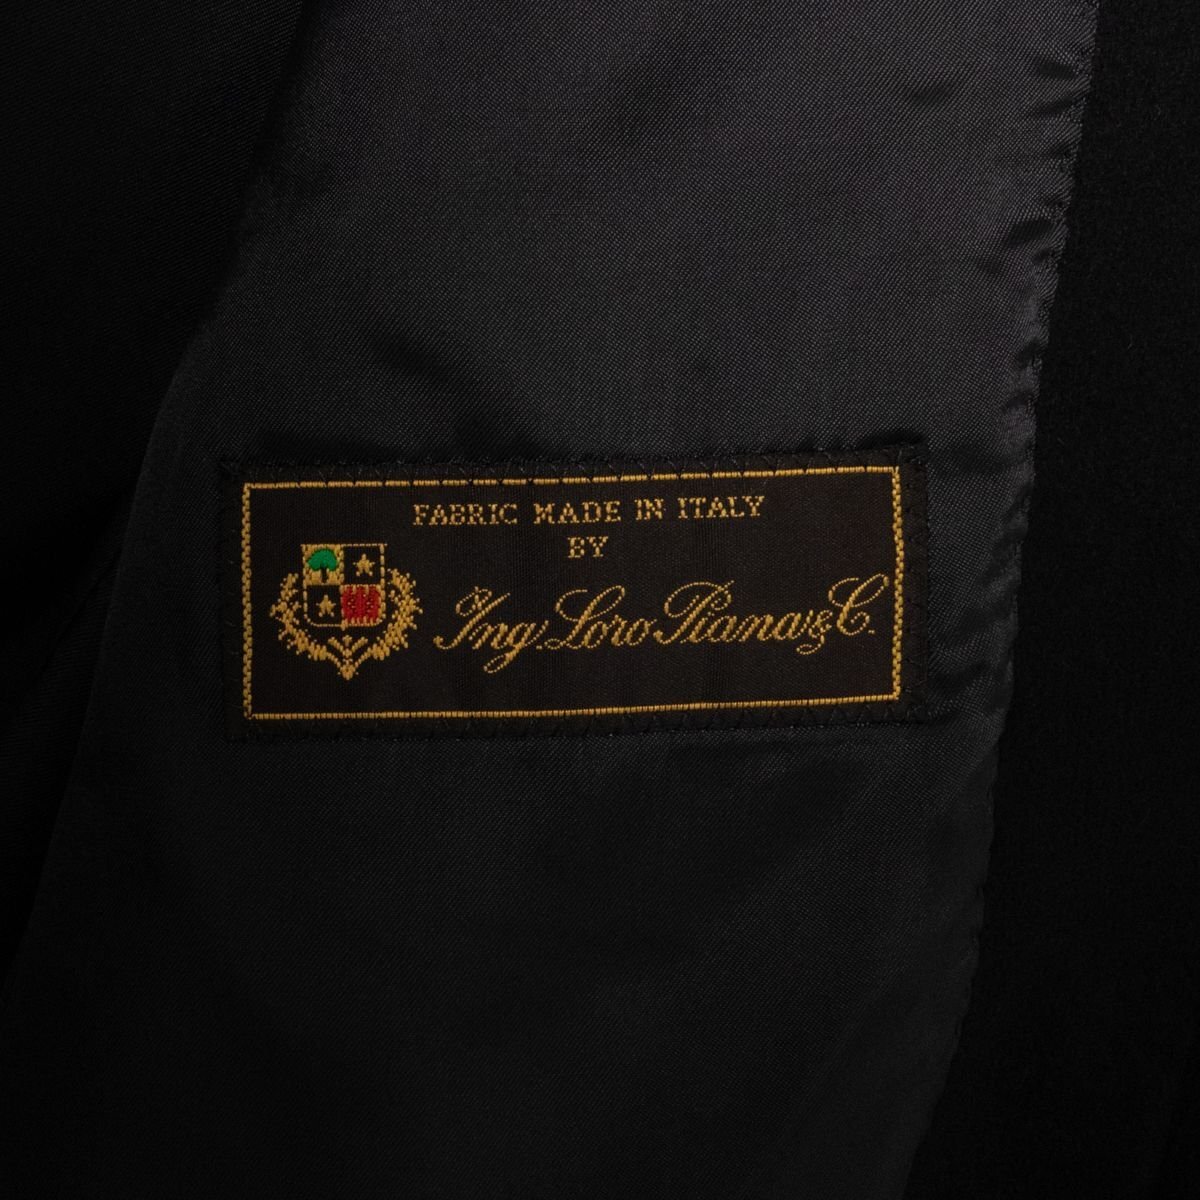 FABRIC MADE IN ITALY
BY
Ing. Loro Piana & C.